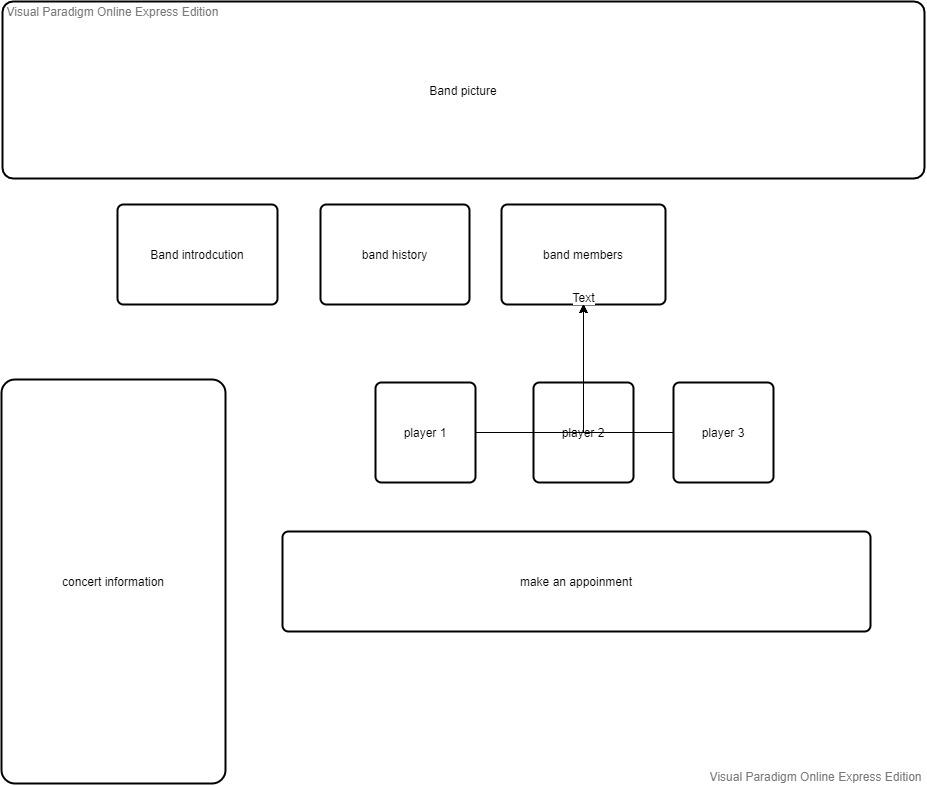 Visual Paradigm Online Express Edition
Band picture
Band introdcution
band history
band members
Text
player 1
player 2
player 3
concert information
make an appoinment
Visual Paradigm Online Express Edition